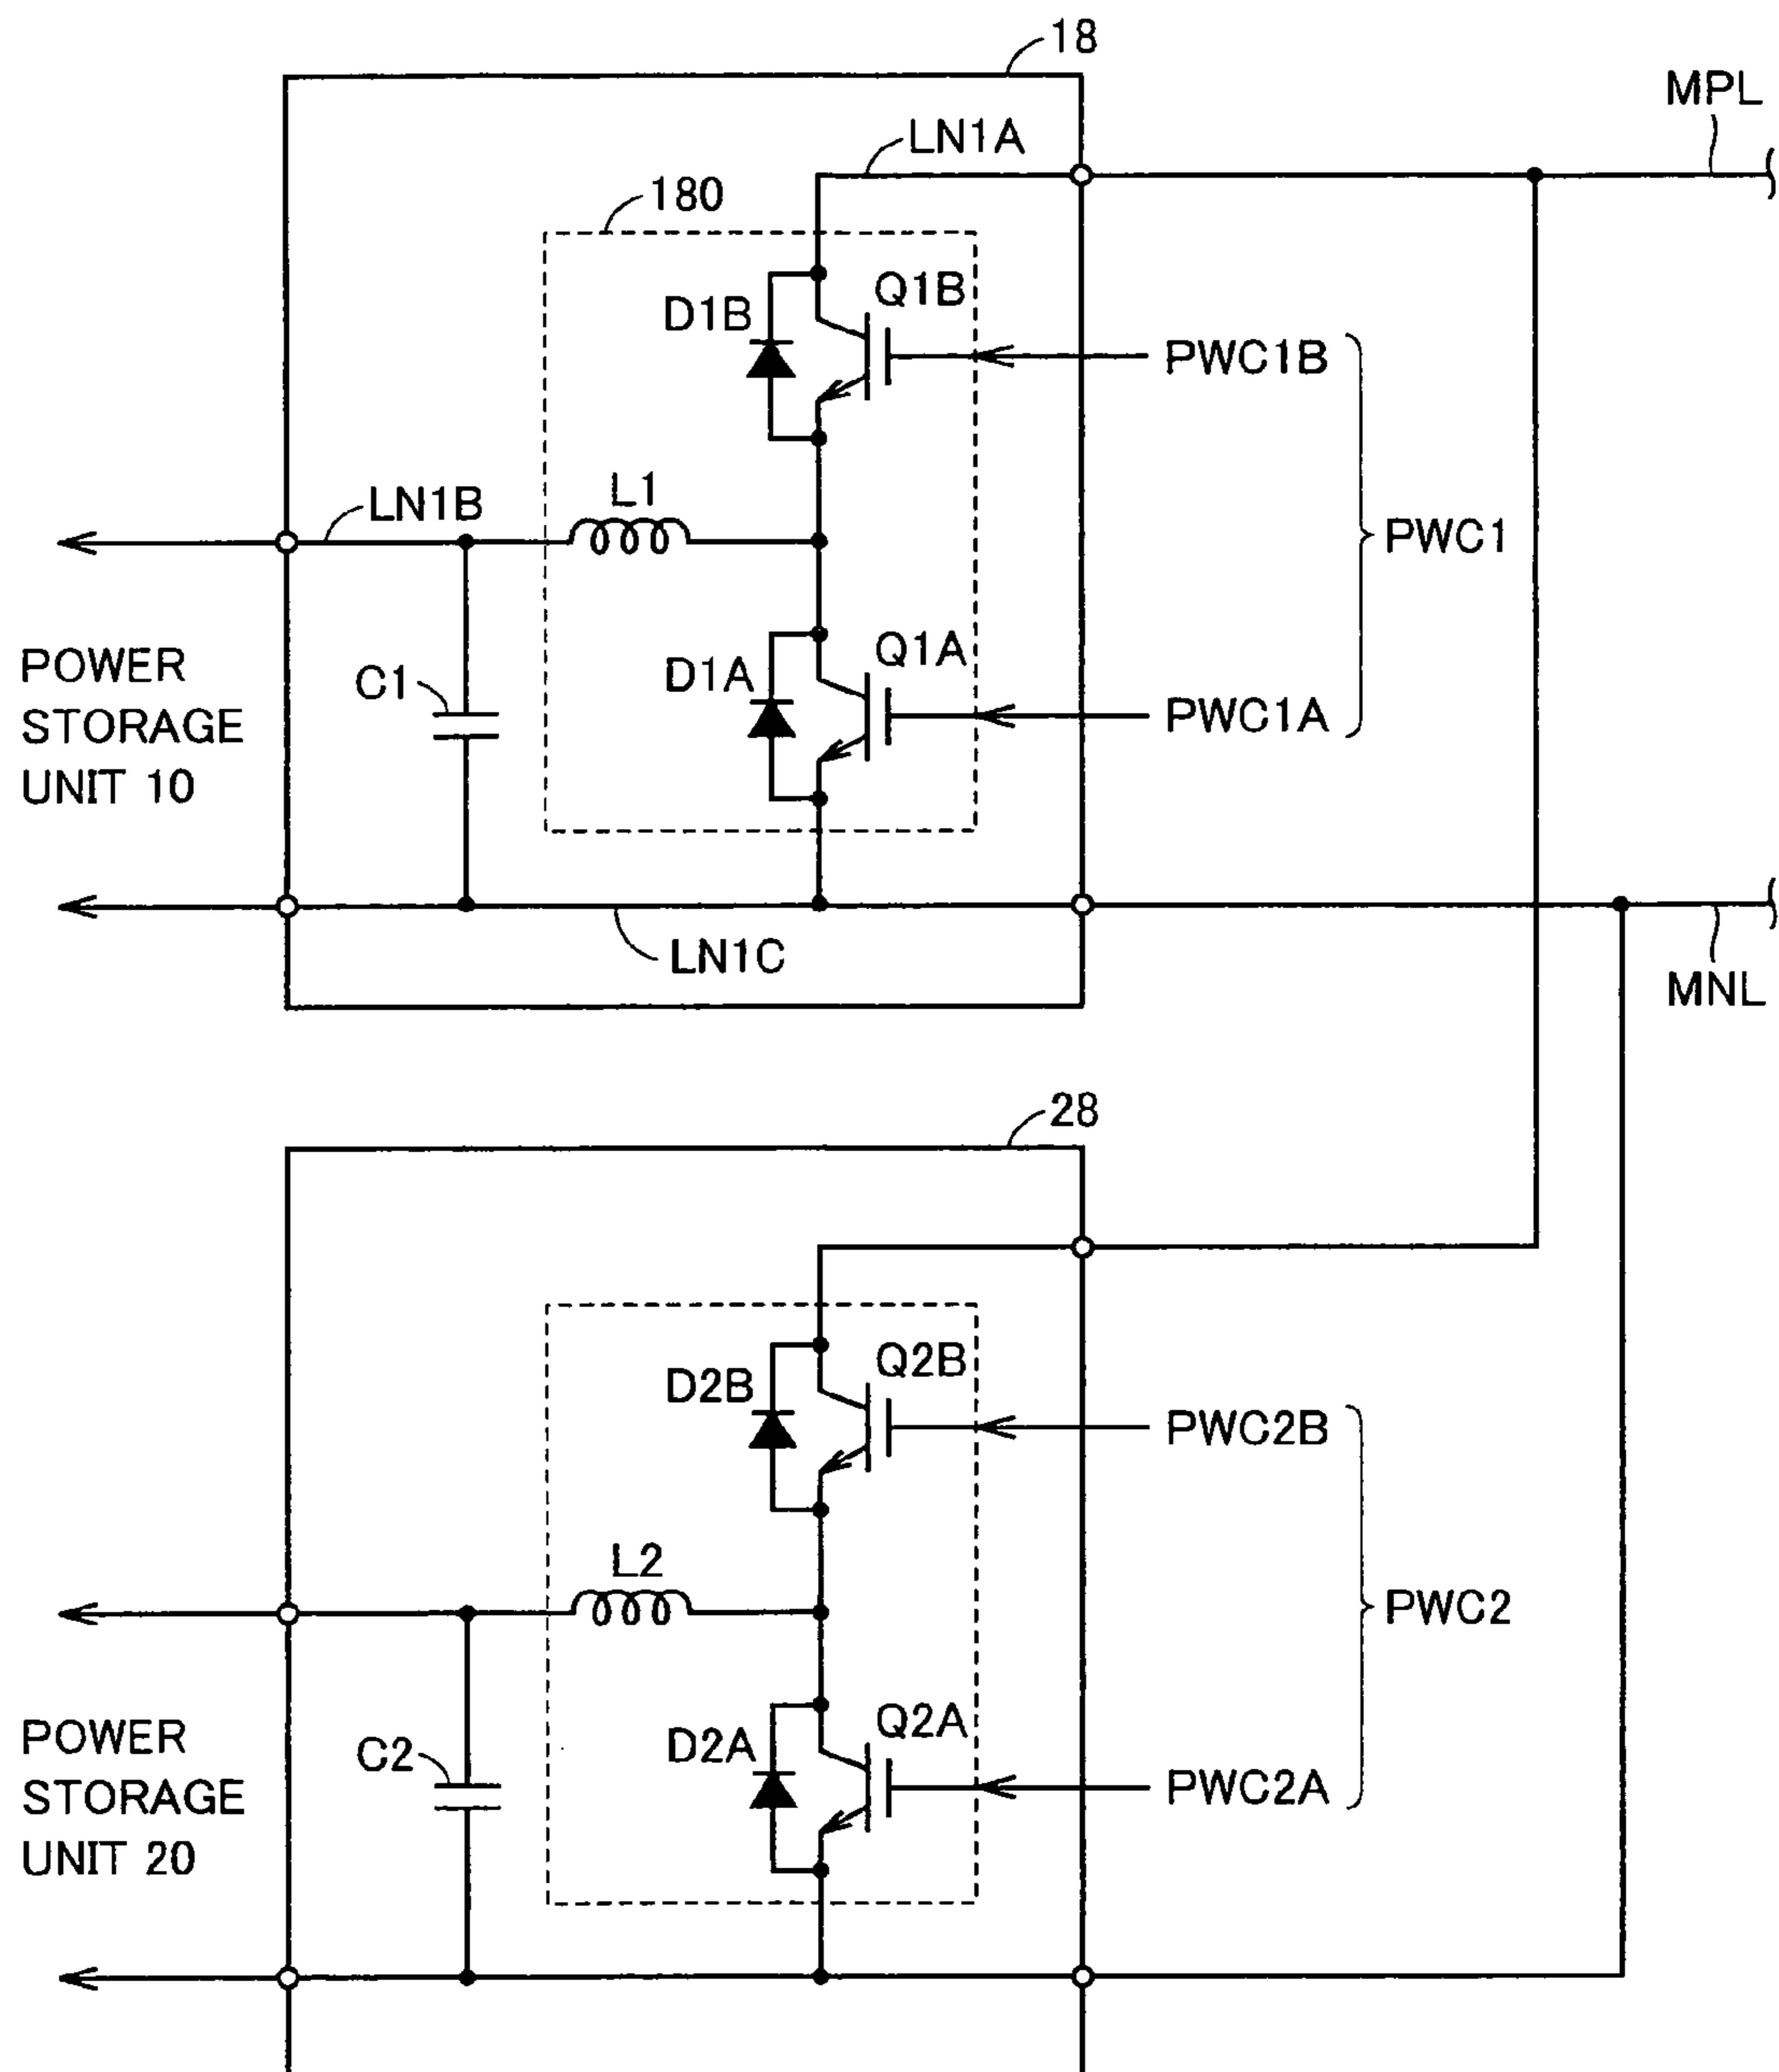 18
MPL
LN1A
180
Q1B
D1B
PWC1B
L1
LN1B
PWC1
Q1A
D1A
C1
PWC1A
POWER
STORAGE
UNIT 10
LN1C
MNL
28
Q2B
D2B
PWC2B
L2
PWC2
Q2A
D2A
C2
PWC2A
POWER
STORAGE
UNIT 20